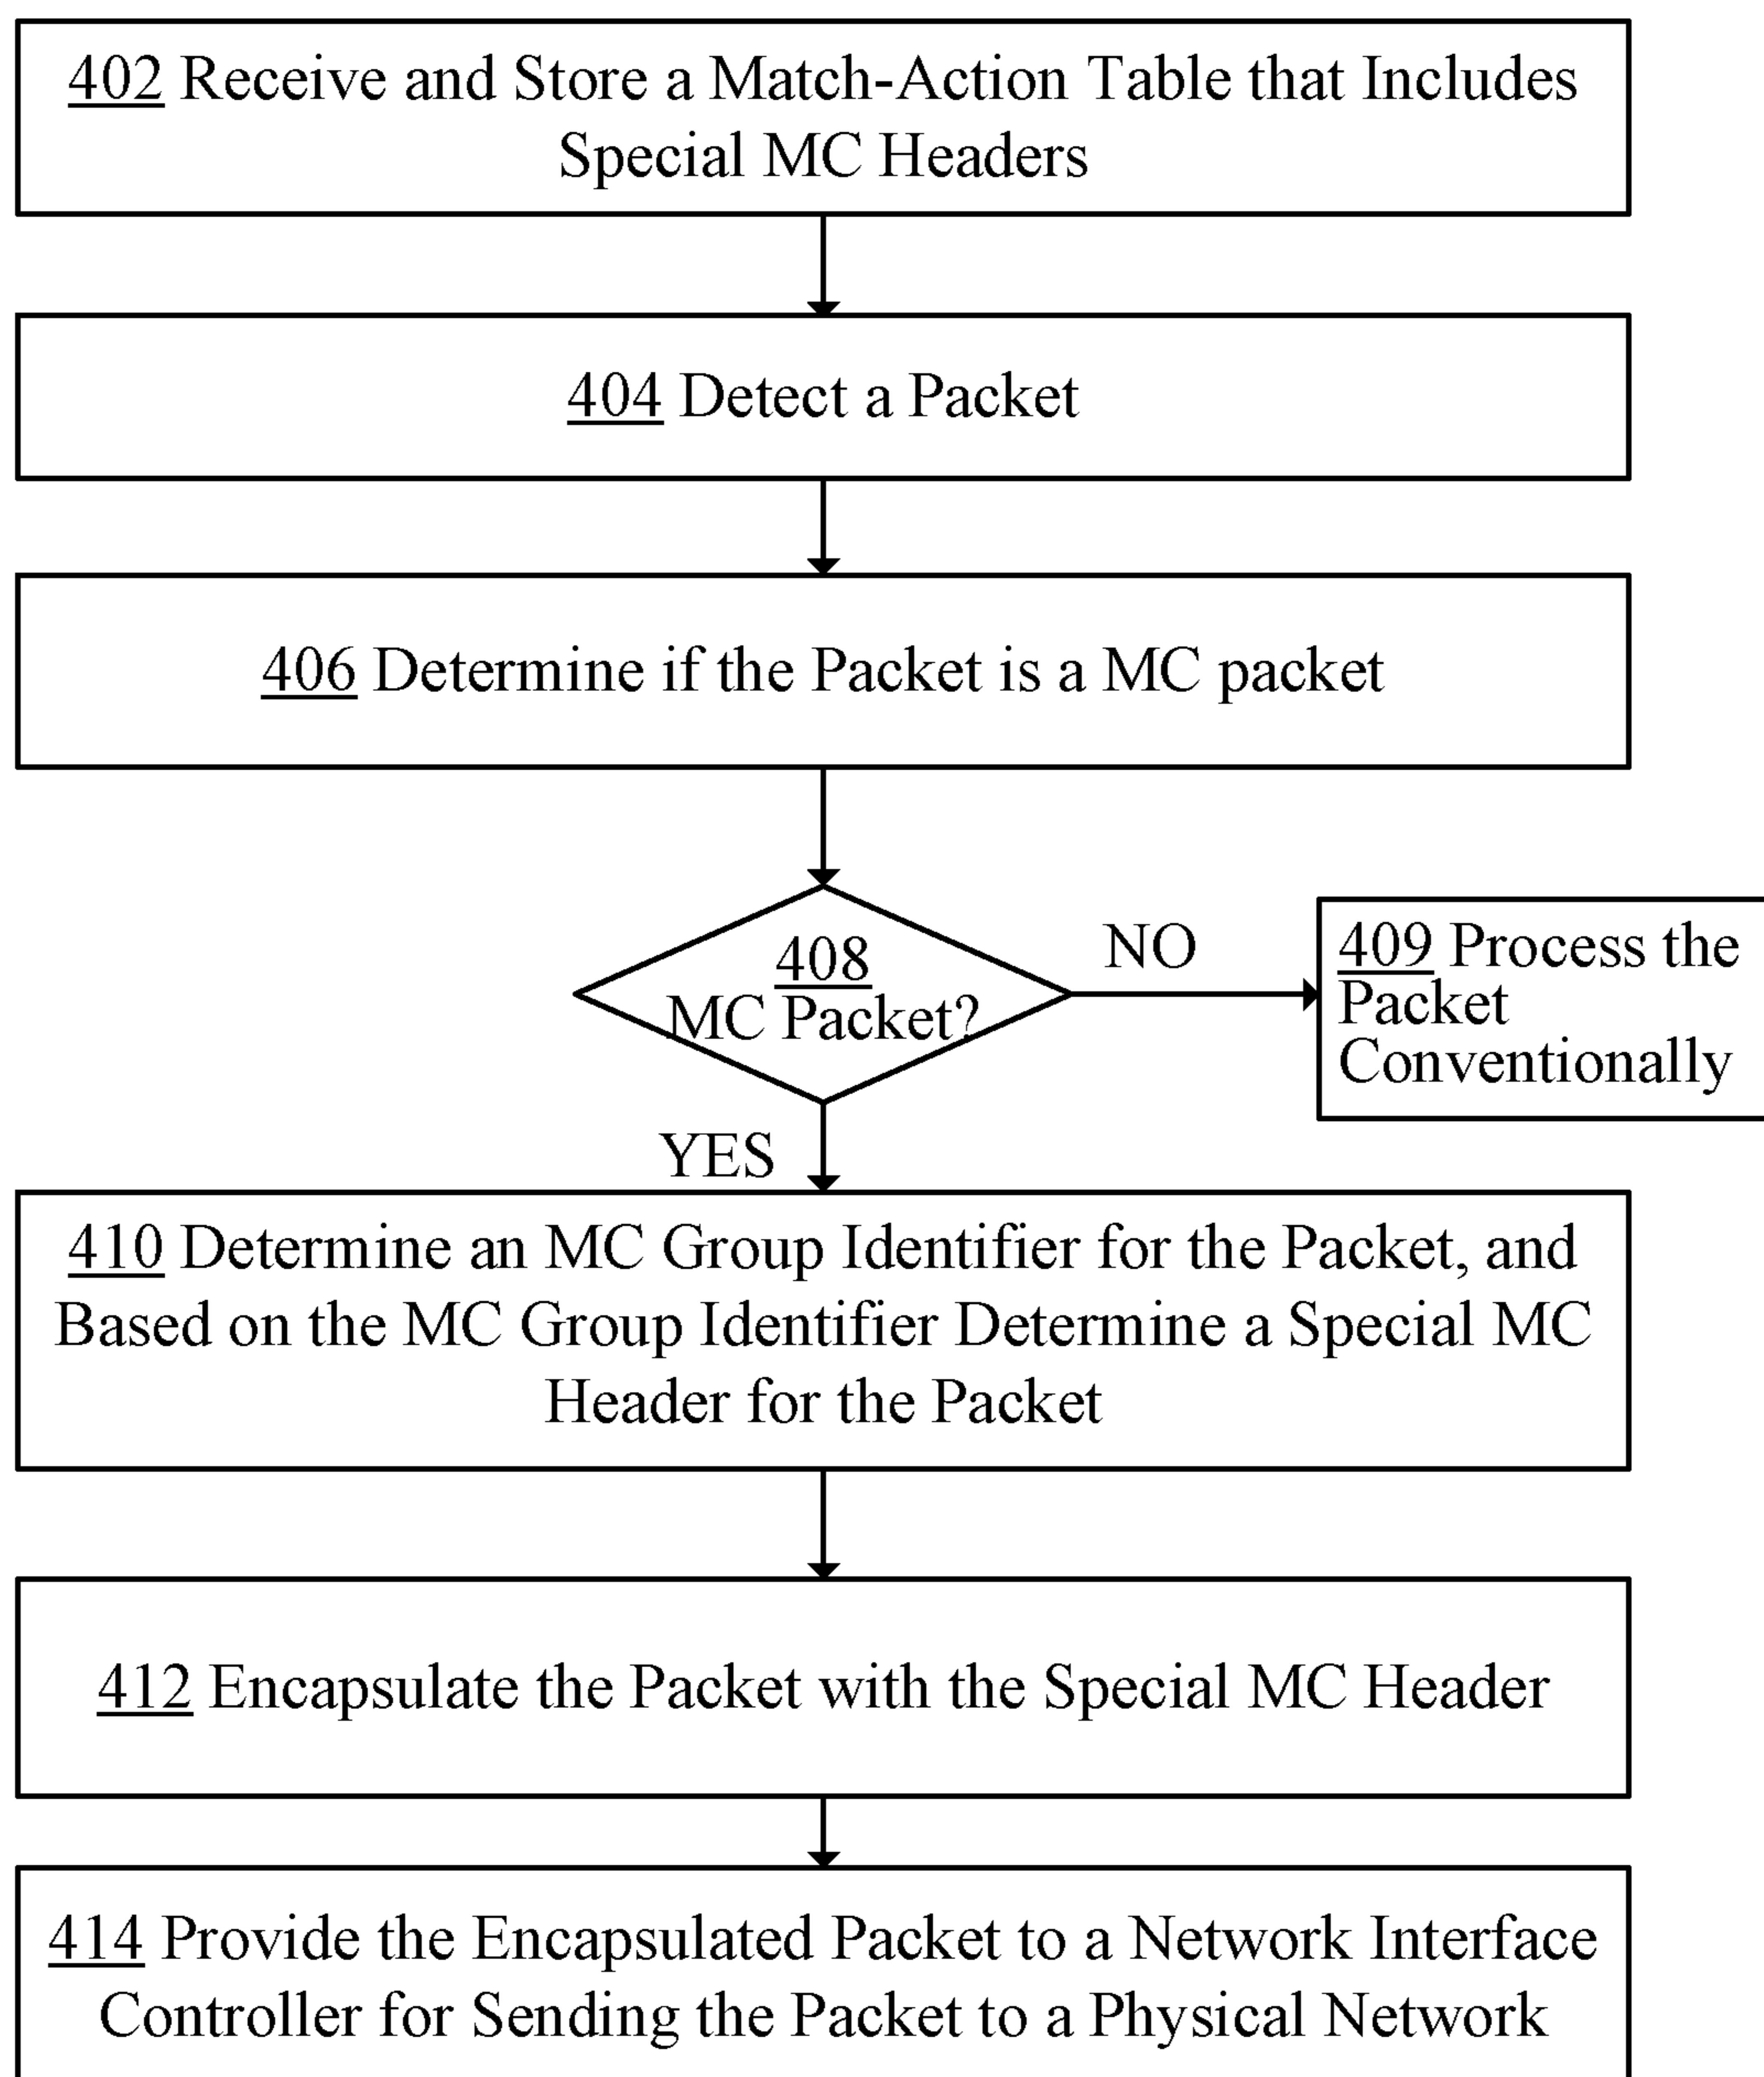 402 Receive and Store a Match-Action Table that Includes
Special MC Headers
404 Detect a Packet
406 Determine if the Packet is a MC packet
408
MC Packet?
NO
409 Process the
Packet
Conventionally
YES
410 Determine an MC Group Identifier for the Packet, and
Based on the MC Group Identifier Determine a Special MC
Header for the Packet
412 Encapsulate the Packet with the Special MC Header
414 Provide the Encapsulated Packet to a Network Interface
Controller for Sending the Packet to a Physical Network